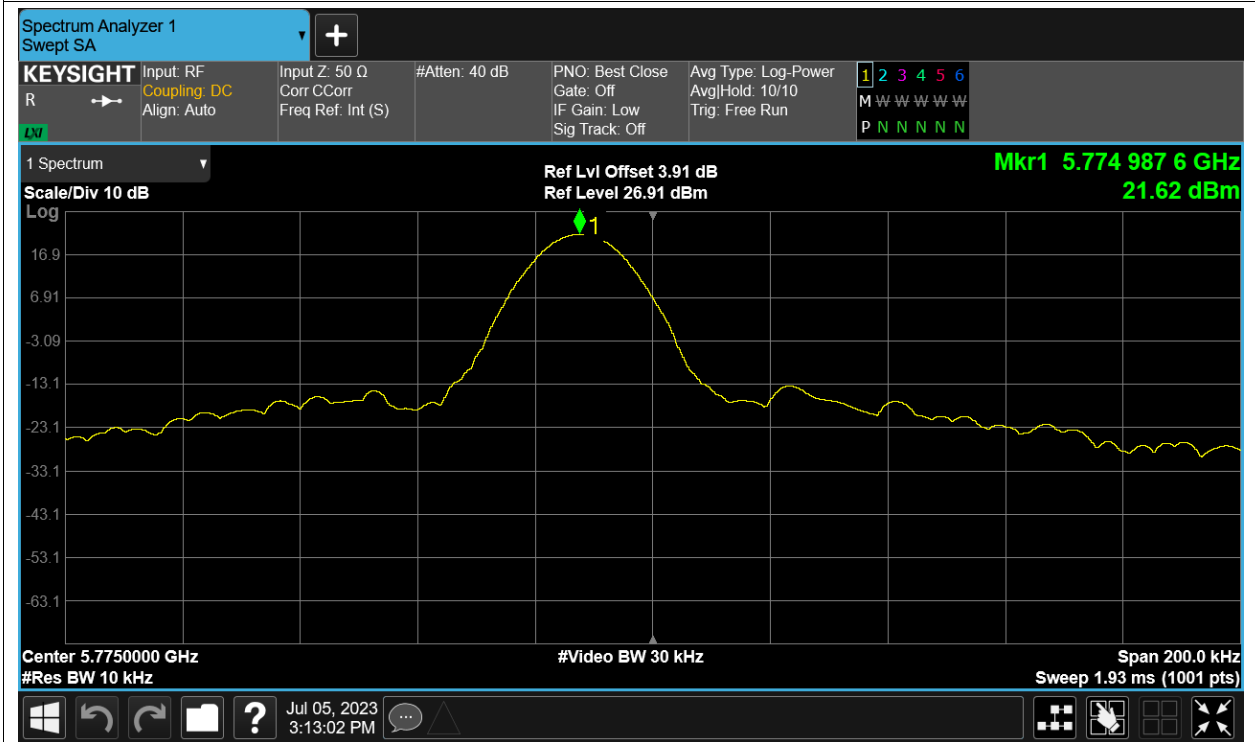 Spectrum Analyzer 1
Swept SA
+
KEYSIGHT
R
LXI
Input: RF
Coupling: DC
Align: Auto
Input Z: 50 Ω
Corr CCorr
Freq Ref: Int (S)
#Atten: 40 dB
PNO: Best Close
Gate: Off
IF Gain: Low
Sig Track: Off
Avg Type: Log-Power
Avg|Hold: 10/10
Trig: Free Run
1 2 3 4 5 6
M W W W W W
P N N N N N
1 Spectrum
Scale/Div 10 dB
Log
Ref Lvl Offset 3.91 dB
Ref Level 26.91 dBm
Mkr1 5.774 987 6 GHz
21.62 dBm
1
16.9
6.91
-3.09
-13.1
-23.1
-33.1
-43.1
-53.1
-63.1
Center 5.7750000 GHz
#Video BW 30 kHz
Span 200.0 kHz
#Res BW 10 kHz
Sweep 1.93 ms (1001 pts)
?
Jul 05, 2023
3:13:02 PM